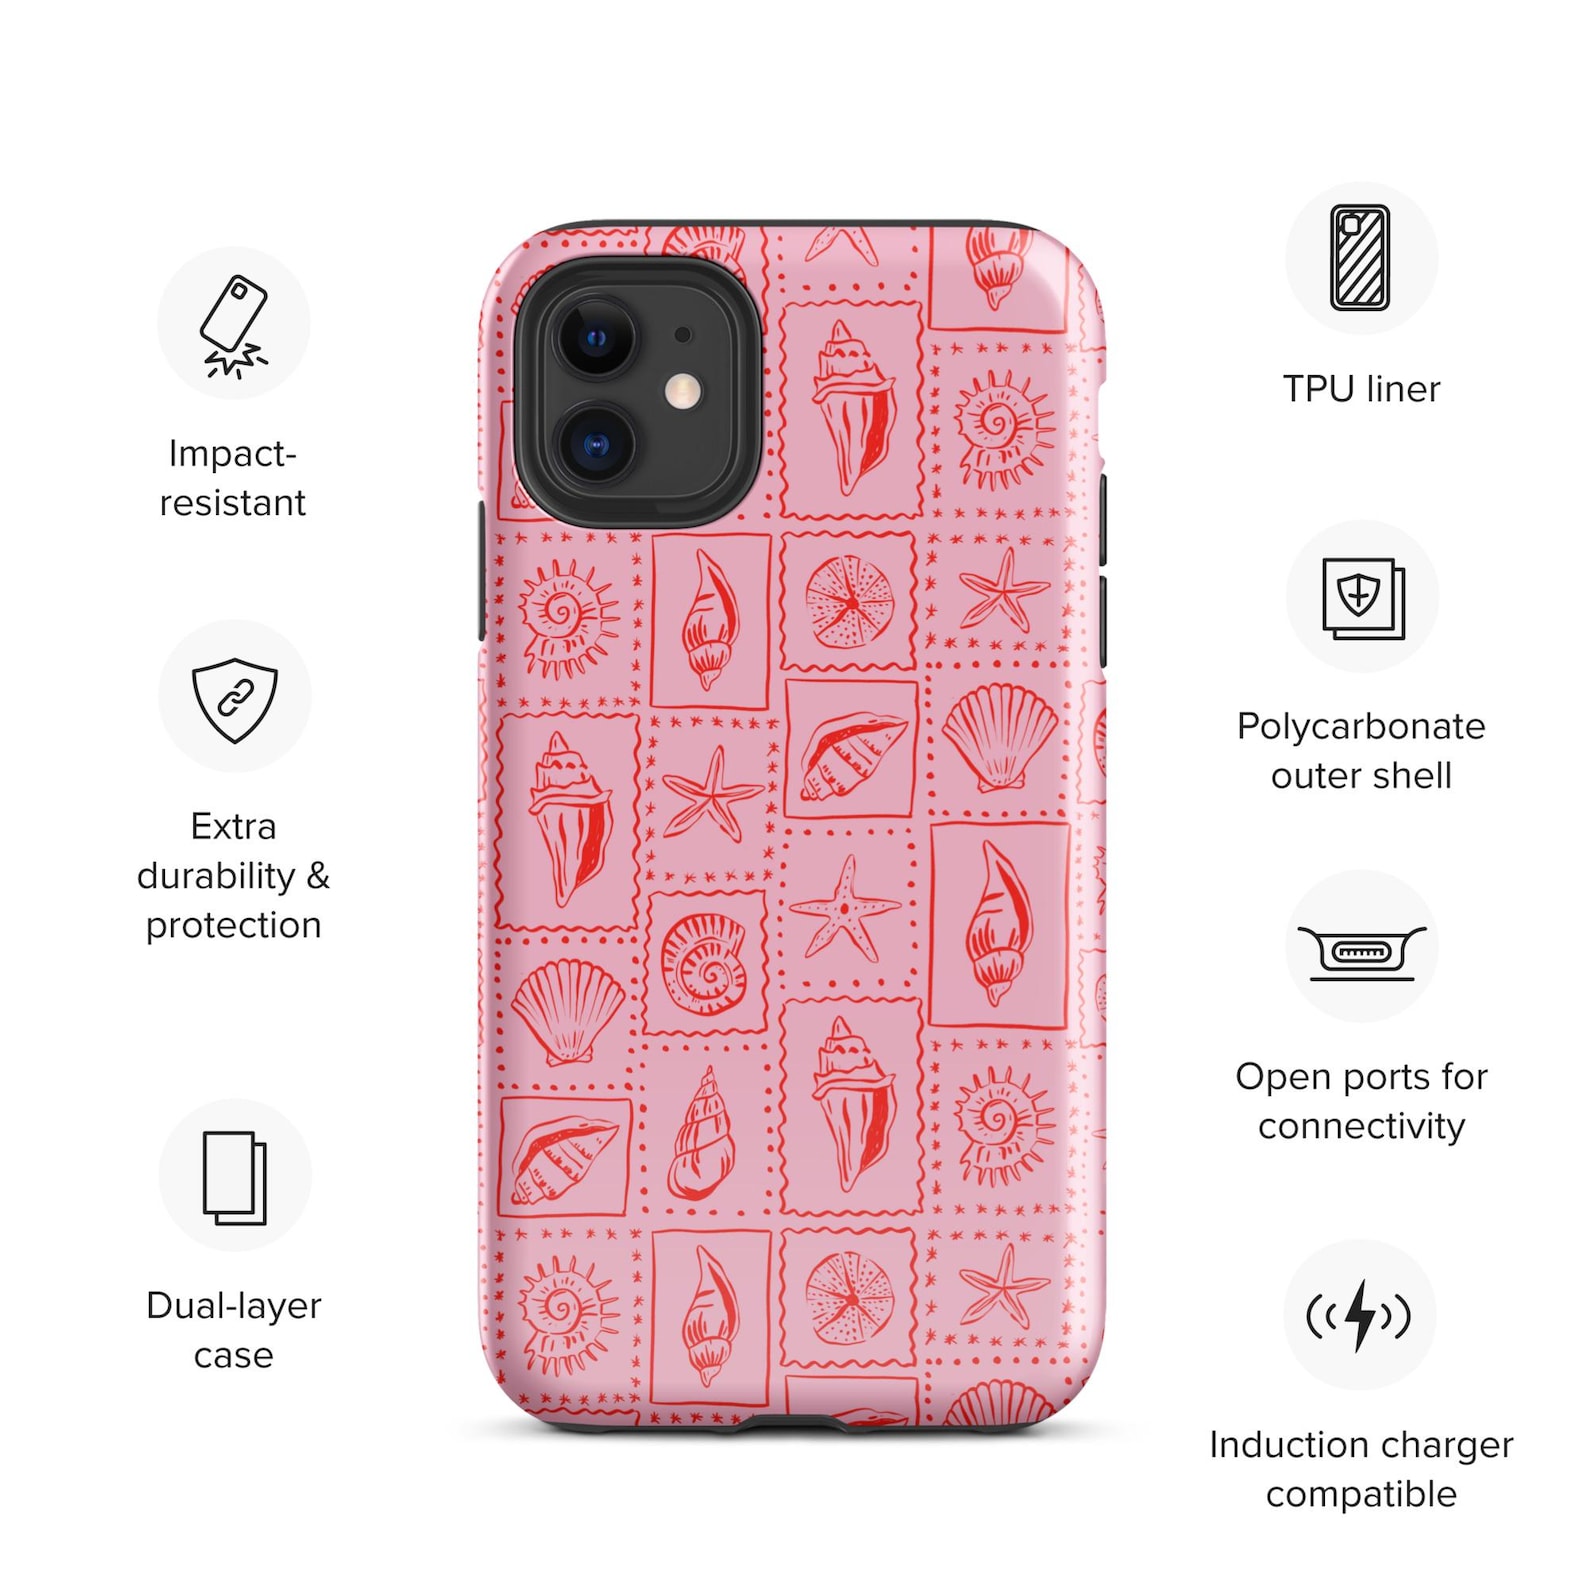 Impact-
resistant
Extra
durability &
protection
Dual-layer
case
TPU liner
Polycarbonate
outer shell
Open ports for
connectivity
Induction charger
compatible